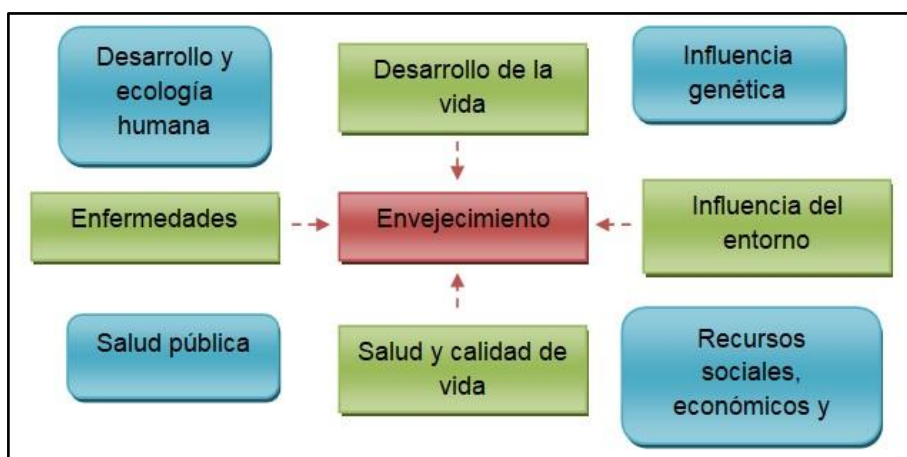 Desarrollo y
ecología
humana
Desarrollo de la
vida
Influencia
genética
Enfermedades
Envejecimiento
Influencia del
entorno
Salud pública
Salud y calidad de
vida
Recursos
sociales,
económicos y